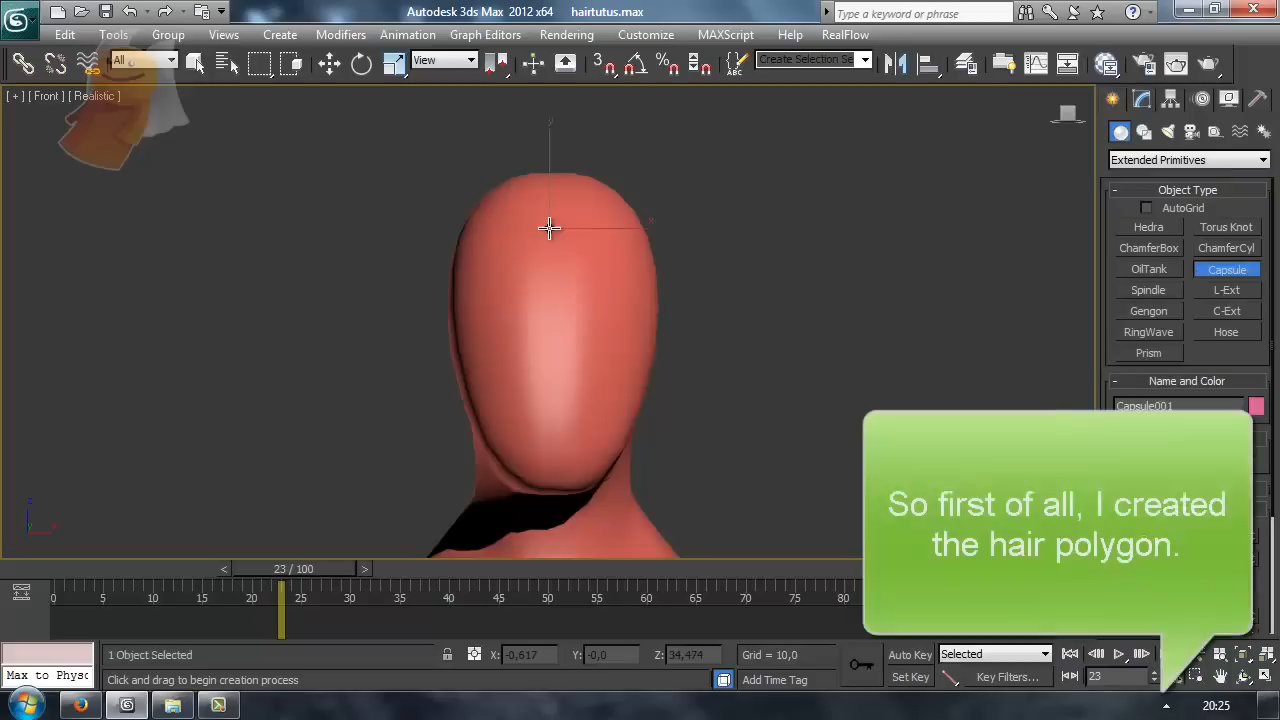 Autodesk 3ds Max 2012 x64 hairtutus.max
Type a keyword or phrase
Edit Tools Group Views Create Modifiers Animation Graph Editors Rendering Customize MAXScript Help RealFlow
All
View
Create Selection Se
[ + ] [ Front ] [ Realistic ]
Extended Primitives
Object Type
AutoGrid
Hedra Torus Knot
ChamferBox ChamferCyl
OilTank Capsule
Spindle L-Ext
Gengon C-Ext
RingWave Hose
Prism
Name and Color
Capsule001
So first of all, I created
the hair polygon.
< 23 / 100 >
0 5 10 15 20 25 30 35 40 45 50 55 60 65 70 75 80
1 Object Selected X: -0,617 Y: -0,0 Z: 34,474 Grid = 10,0 Auto Key Selected
Max to Physc Click and drag to begin creation process Add Time Tag Set Key Key Filters... 23
20:25